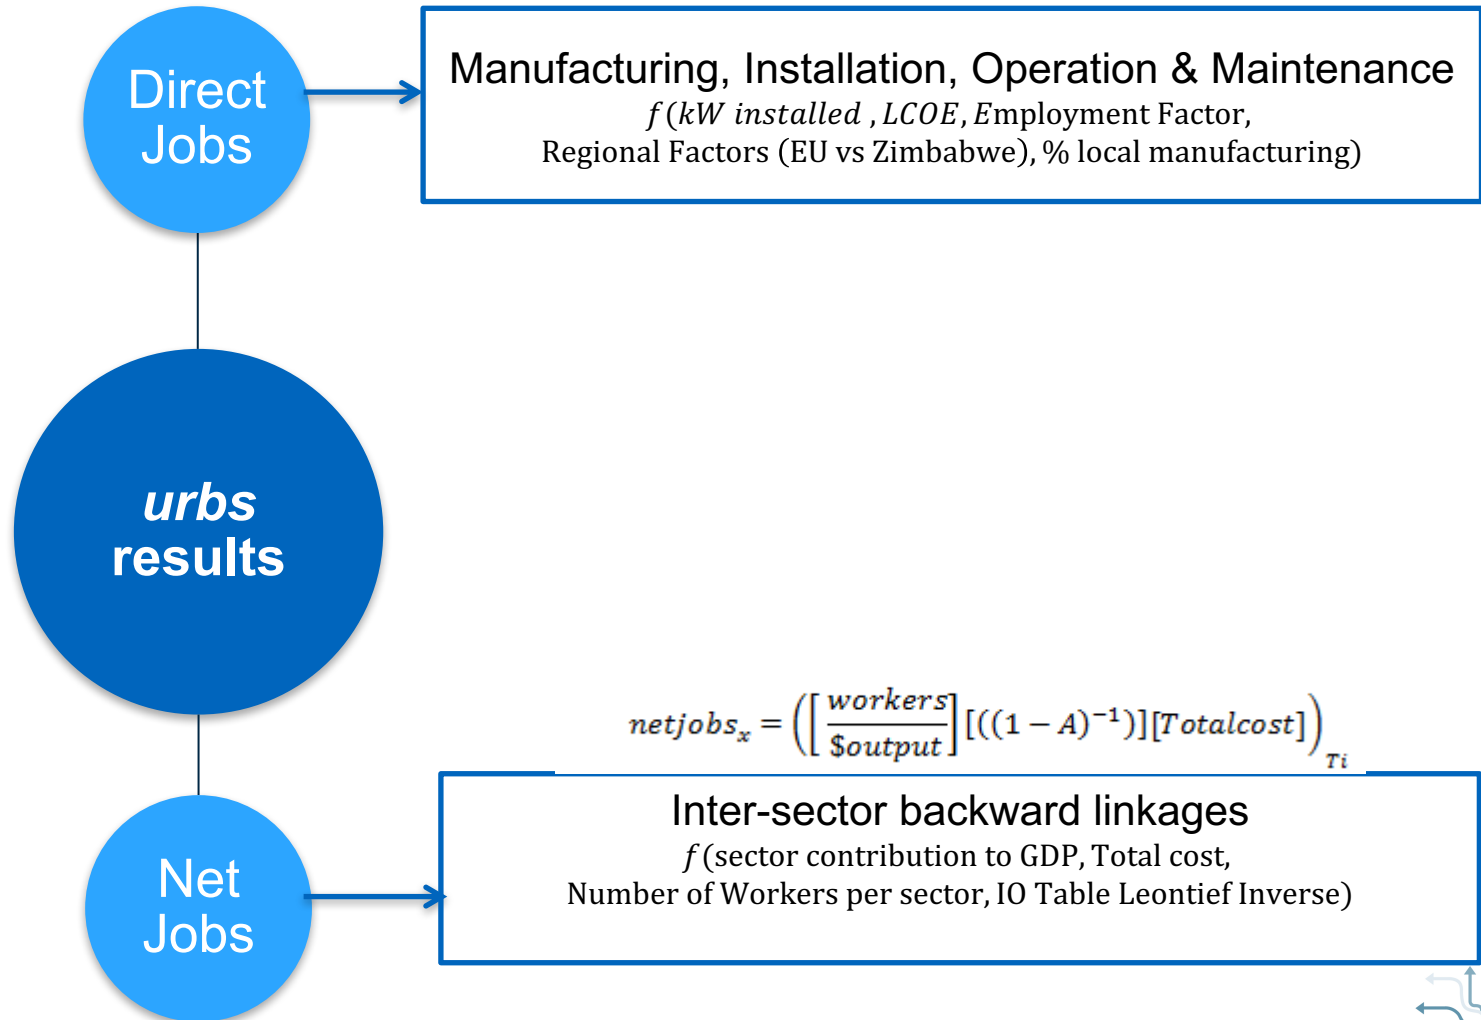 Direct
Jobs
Manufacturing, Installation, Operation & Maintenance
f(kW installed , LCOE, Employment Factor,
Regional Factors (EU vs Zimbabwe), % local manufacturing)
urbs
results
netjobs_x = ([workers/$output][((1 − A)^{−1})][Totalcost])_{Ti}
Inter-sector backward linkages
f(sector contribution to GDP, Total cost,
Number of Workers per sector, IO Table Leontief Inverse)
Net
Jobs